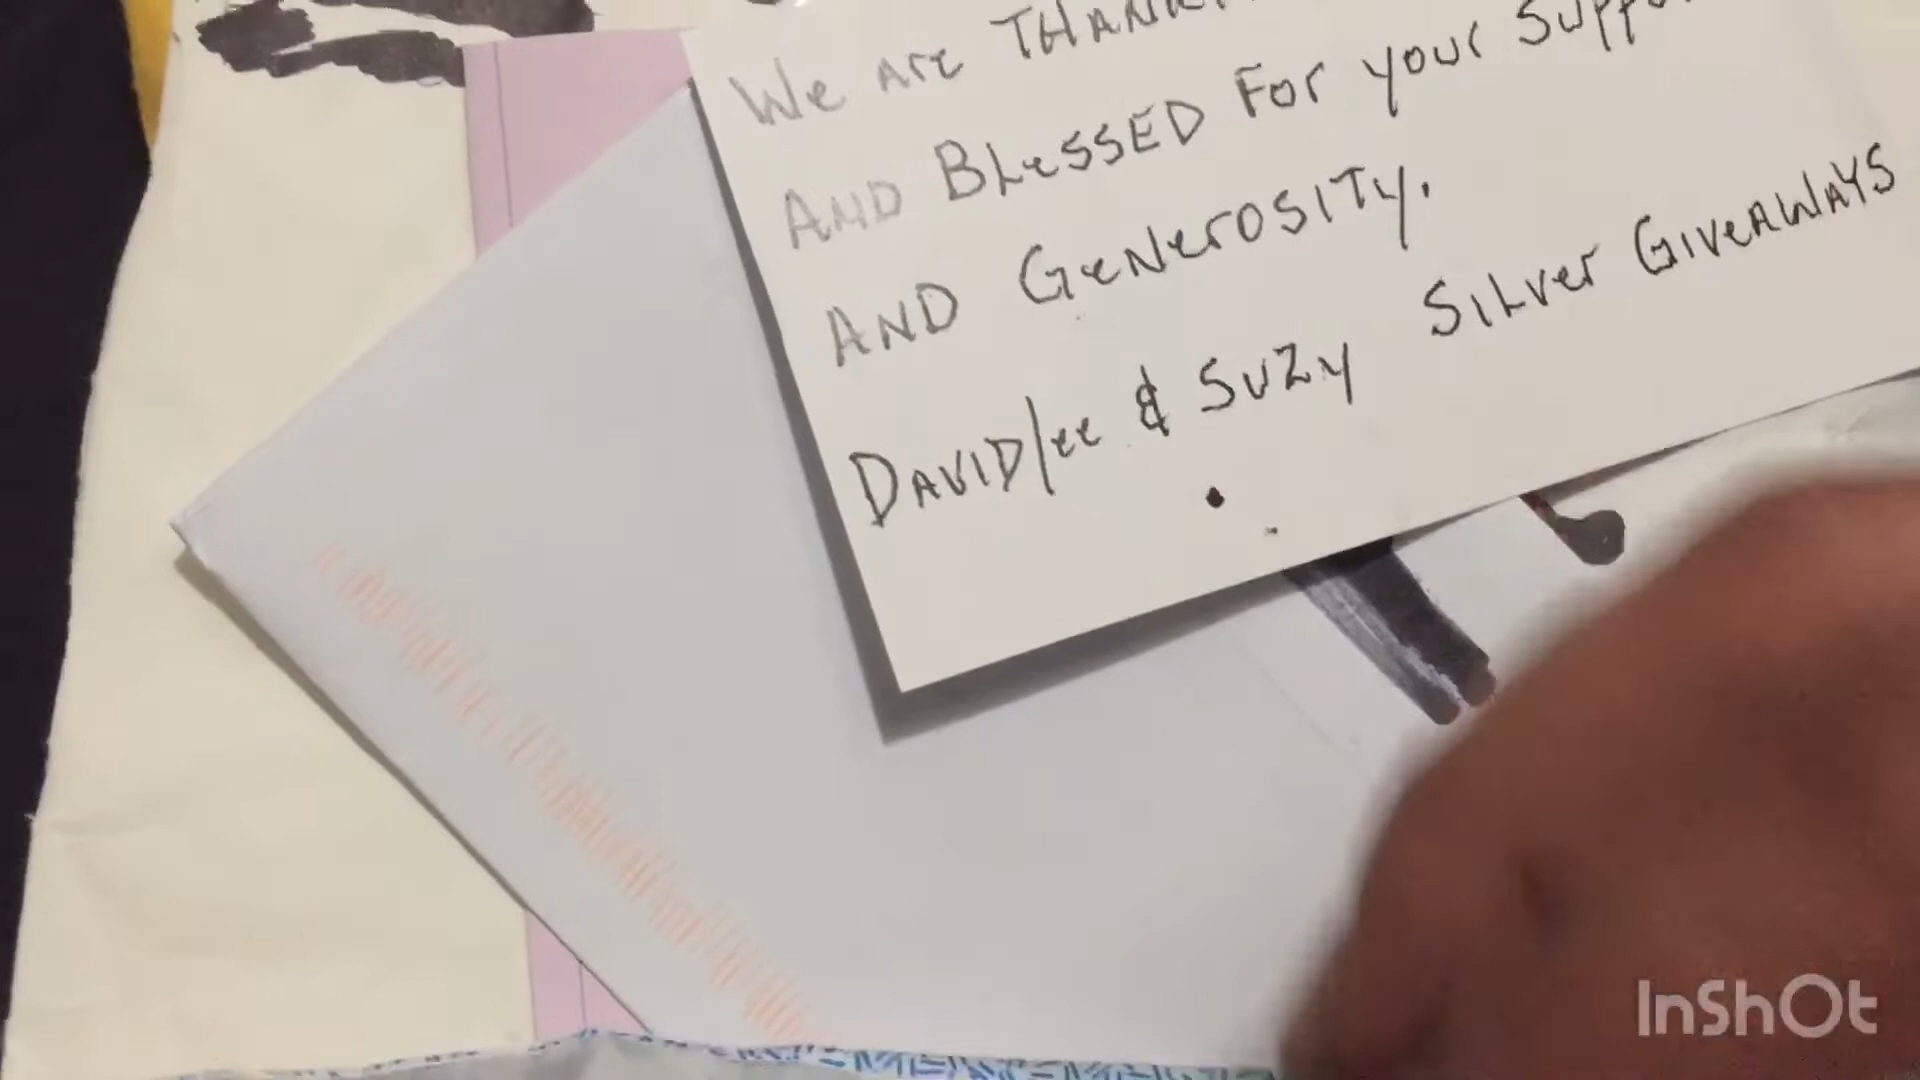 We Are
AND BLessED For your
AND GeNerOSITY.
DAVID/ee & SUZY SILver GIVeAWAYS
InShOt